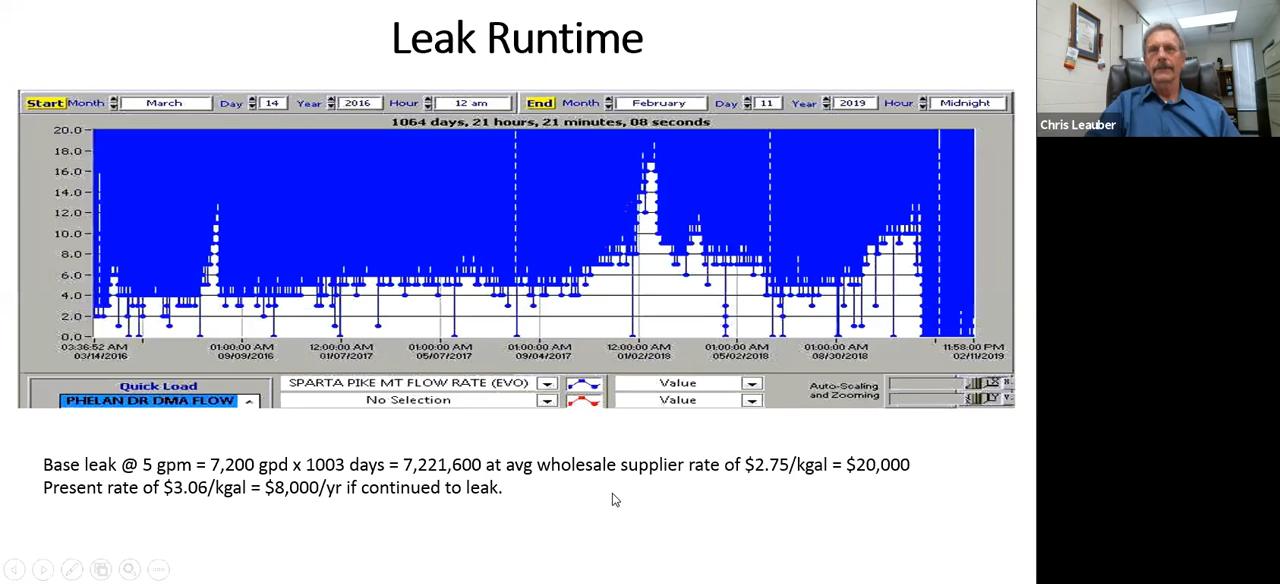 Leak Runtime
Chris Leauber
Start Month March Day 14 Year 2016 Hour 12 am End Month February Day 11 Year 2019 Hour Midnight
1064 days, 21 hours, 21 minutes, 08 seconds
20.0
18.0
16.0
14.0
12.0
10.0
8.0
6.0
4.0
2.0
0.0
03:36:52 AM 01:00:00 AM 12:00:00 AM 01:00:00 AM 01:00:00 AM 12:00:00 AM 01:00:00 AM 01:00:00 AM 11:58:00 PM
03/14/2016 09/09/2016 01/07/2017 05/07/2017 09/04/2017 01/02/2018 05/02/2018 08/30/2018 02/11/2019
Quick Load
PHELAN DR DMA FLOW
SPARTA PIKE MT FLOW RATE (EVO) Value
No Selection Value
Auto-Scaling
and Zooming
Base leak @ 5 gpm = 7,200 gpd x 1003 days = 7,221,600 at avg wholesale supplier rate of $2.75/kgal = $20,000
Present rate of $3.06/kgal = $8,000/yr if continued to leak.